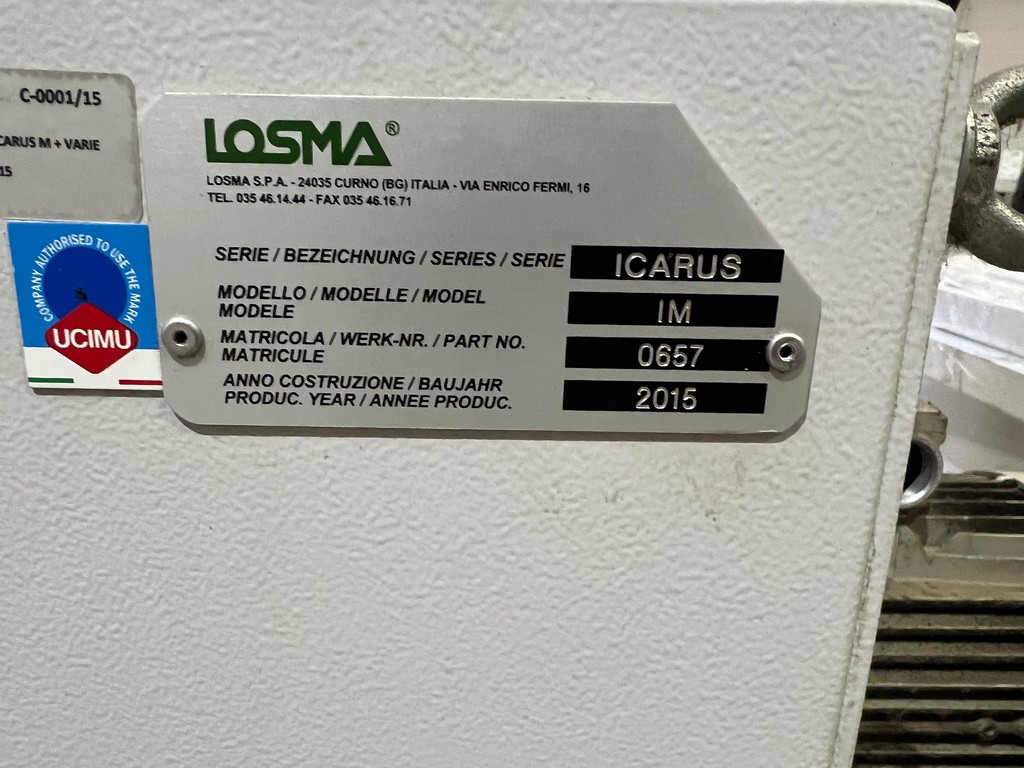 C-0001/15
CARUS M + VARIE
15
LOSMA®
LOSMA S.P.A. - 24035 CURNO (BG) ITALIA - VIA ENRICO FERMI, 16
TEL. 035 46.14.44 - FAX 035 46.16.71
SERIE / BEZEICHNUNG / SERIES / SERIE ICARUS
MODELLO / MODELLE / MODEL
MODELE IM
MATRICOLA / WERK-NR. / PART NO.
MATRICULE 0657
ANNO COSTRUZIONE / BAUJAHR
PRODUC. YEAR / ANNEE PRODUC. 2015
COMPANY AUTHORISED TO USE THE MARK
UCIMU